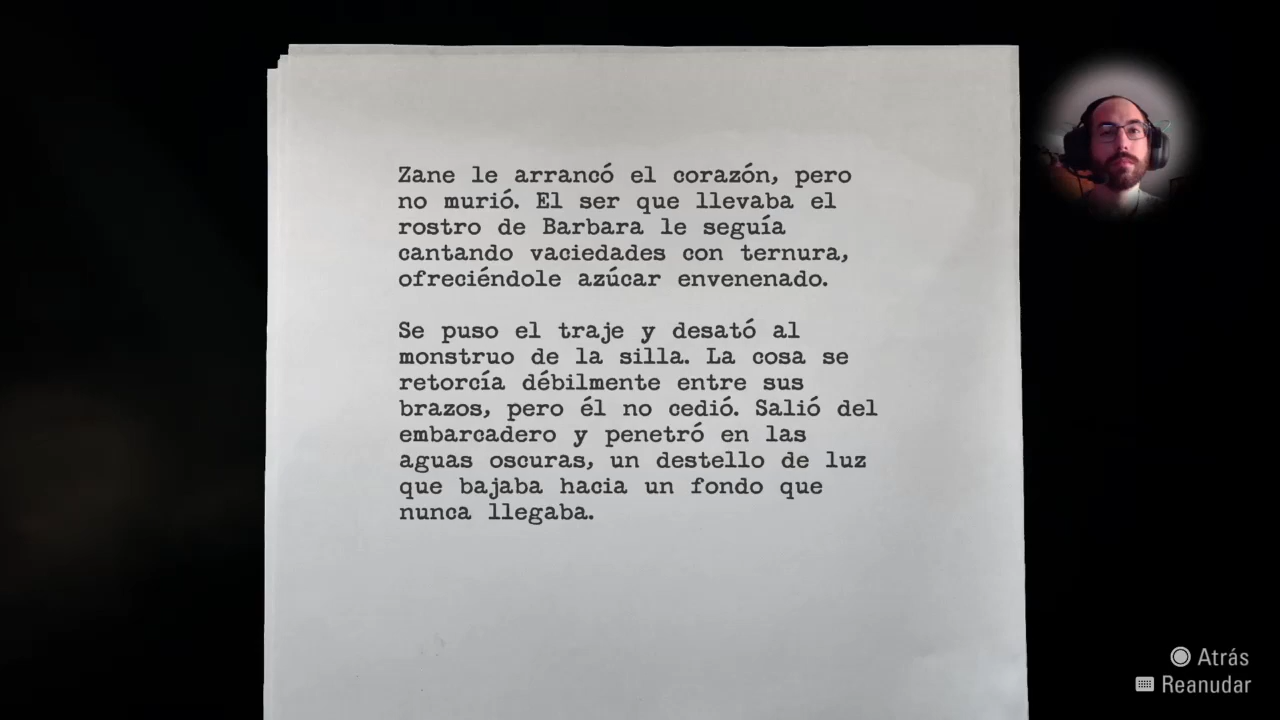 Zane le arrancó el corazón, pero
no murió. El ser que llevaba el
rostro de Barbara le seguía
cantando vaciedades con ternura,
ofreciéndole azúcar envenenado.
Se puso el traje y desató al
monstruo de la silla. La cosa se
retorcía débilmente entre sus
brazos, pero él no cedió. Salió del
embarcadero y penetró en las
aguas oscuras, un destello de luz
que bajaba hacia un fondo que
nunca llegaba.
Atrás
Reanudar